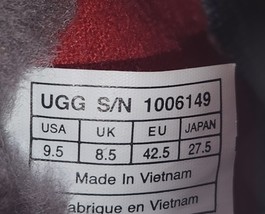 UGG S/N 1006149
USA UK EU JAPAN
9.5 8.5 42.5 27.5
Made In Vietnam
abrique en Vietnam